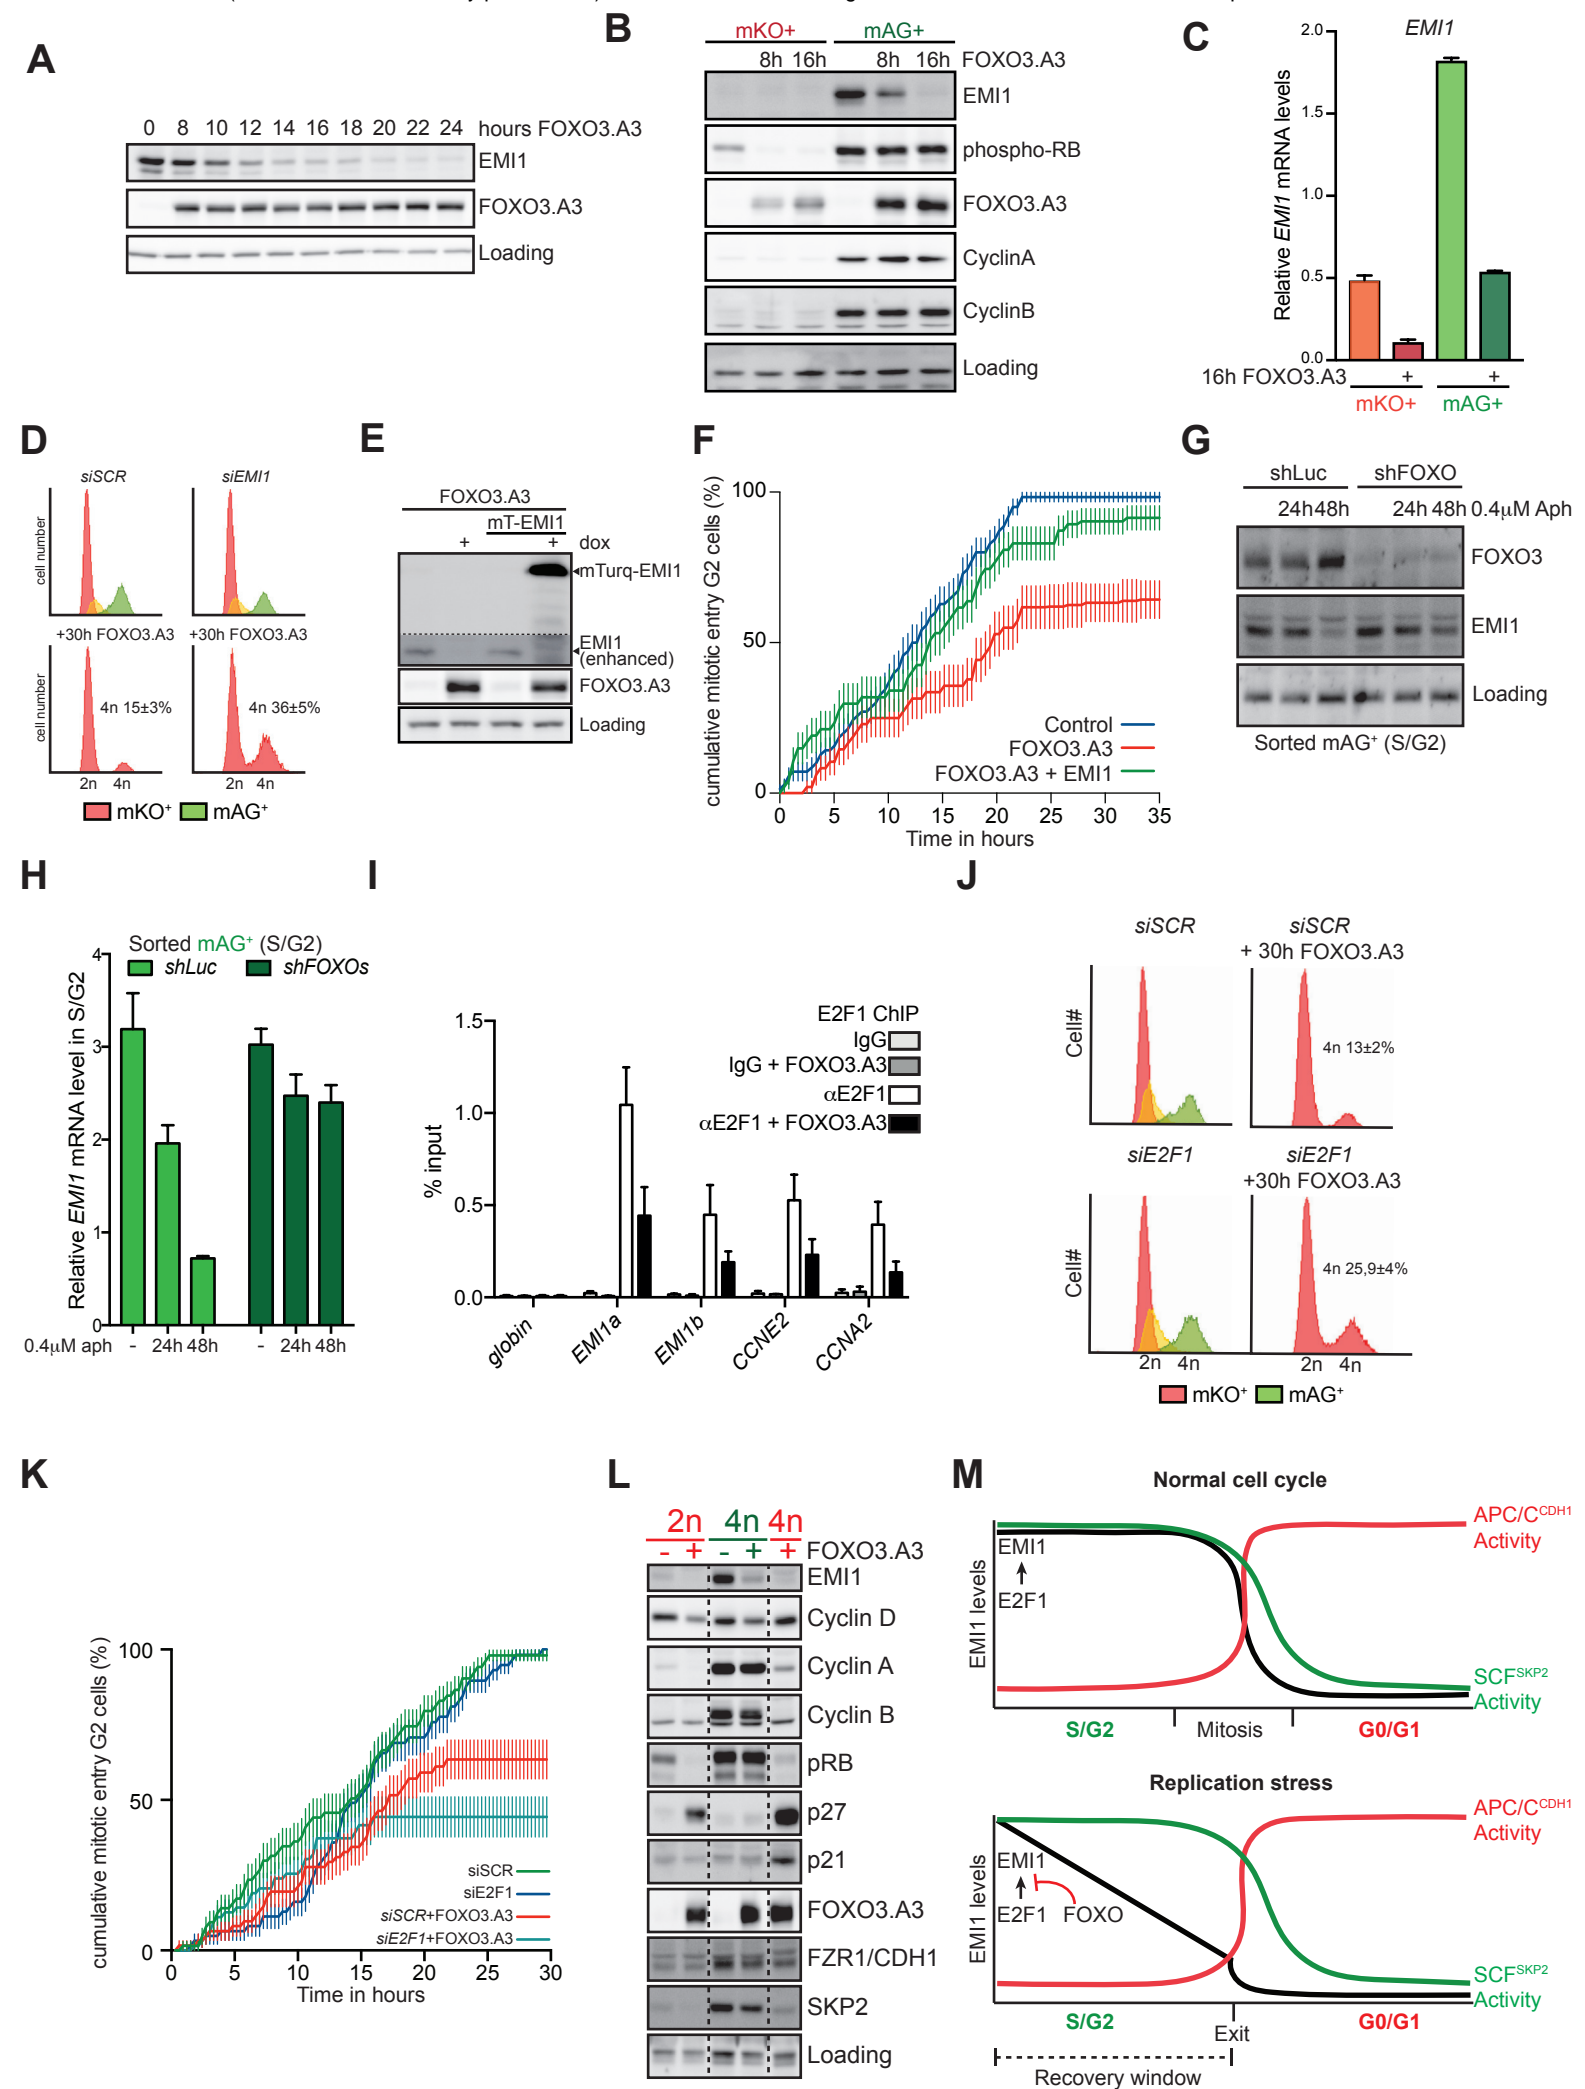 A
0 8 10 12 14 16 18 20 22 24 hours FOXO3.A3
EMI1
FOXO3.A3
Loading
B
mKO+ mAG+
8h 16h 8h 16h FOXO3.A3
EMI1
phospho-RB
FOXO3.A3
CyclinA
CyclinB
Loading
C
EMI1
Relative EMI1 mRNA levels
2.0
1.5
1.0
0.5
0.0
16h FOXO3.A3 + +
mKO+ mAG+
D
siSCR siEMI1
cell number
+30h FOXO3.A3 +30h FOXO3.A3
cell number
4n 15±3% 4n 36±5%
2n 4n 2n 4n
mKO+ mAG+
E
FOXO3.A3
mT-EMI1
+ + dox
mTurq-EMI1
EMI1
(enhanced)
FOXO3.A3
Loading
F
cumulative mitotic entry G2 cells (%)
100
50
0
Control
FOXO3.A3
FOXO3.A3 + EMI1
0 5 10 15 20 25 30 35
Time in hours
G
shLuc shFOXO
24h 48h 24h 48h 0.4μM Aph
FOXO3
EMI1
Loading
Sorted mAG+ (S/G2)
H
Sorted mAG+ (S/G2)
shLuc shFOXOs
Relative EMI1 mRNA level in S/G2
4
3
2
1
0
0.4μM aph - 24h 48h - 24h 48h
I
E2F1 ChIP
IgG
IgG + FOXO3.A3
αE2F1
αE2F1 + FOXO3.A3
% input
1.5
1.0
0.5
0.0
globin EMI1a EMI1b CCNE2 CCNA2
J
siSCR siSCR
+ 30h FOXO3.A3
Cell#
4n 13±2%
siE2F1 siE2F1
+30h FOXO3.A3
Cell#
4n 25,9±4%
2n 4n 2n 4n
mKO+ mAG+
K
cumulative mitotic entry G2 cells (%)
100
50
0
siSCR
siE2F1
siSCR+FOXO3.A3
siE2F1+FOXO3.A3
0 5 10 15 20 25 30
Time in hours
L
2n 4n 4n
- + - + + FOXO3.A3
EMI1
Cyclin D
Cyclin A
Cyclin B
pRB
p27
p21
FOXO3.A3
FZR1/CDH1
SKP2
Loading
M
Normal cell cycle
EMI1 levels
EMI1
E2F1
APC/C^CDH1
Activity
SCF^SKP2
Activity
S/G2 Mitosis G0/G1
Replication stress
EMI1 levels
EMI1
E2F1 FOXO
APC/C^CDH1
Activity
SCF^SKP2
Activity
S/G2 G0/G1
Exit
Recovery window